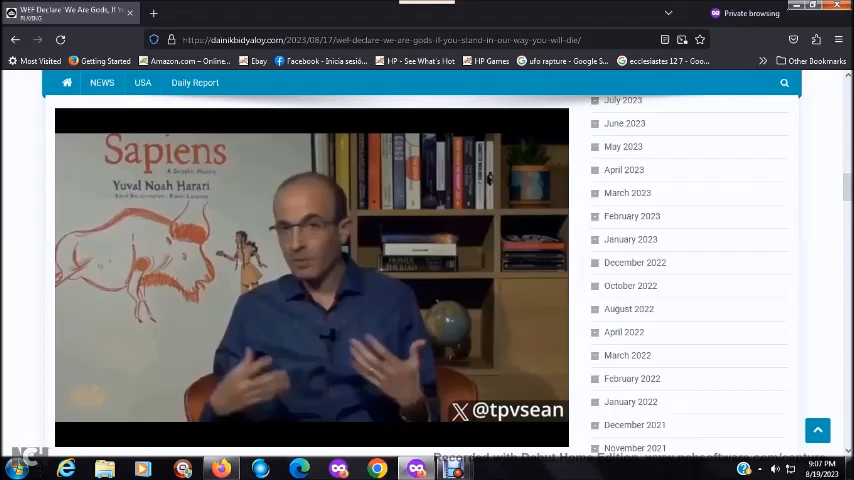 WEF Declare 'We Are Gods, If Yo
PLAYING
Private browsing
https://dainikbidyaloy.com/2023/08/17/wef-declare-we-are-gods-if-you-stand-in-our-way-you-will-die/
Most Visited
Getting Started
Amazon.com – Online...
Ebay
Facebook - Inicia sesió...
HP - See What's Hot
HP Games
ufo rapture - Google S...
ecclesiastes 12 7 - Goo...
Other Bookmarks
NEWS
USA
Daily Report
Sapiens
Yuval Noah Harari
@tpvsean
July 2023
June 2023
May 2023
April 2023
March 2023
February 2023
January 2023
December 2022
October 2022
August 2022
April 2022
March 2022
February 2022
January 2022
December 2021
November 2021
NCH
9:07 PM
8/19/2023